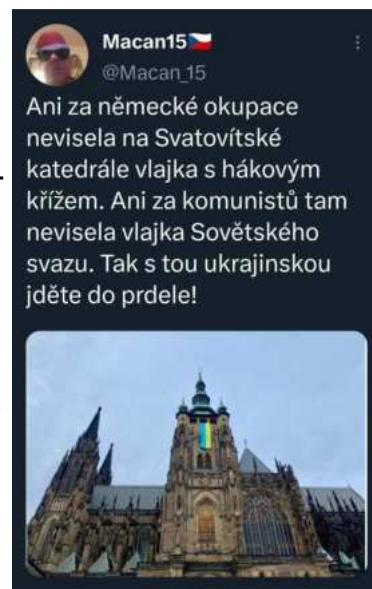 Macan15🇨🇿
@Macan_15
Ani za německé okupace
nevisela na Svatovítské
katedrále vlajka s hákovým
křížem. Ani za komunistů tam
nevisela vlajka Sovětského
svazu. Tak s tou ukrajinskou
jděte do prdele!